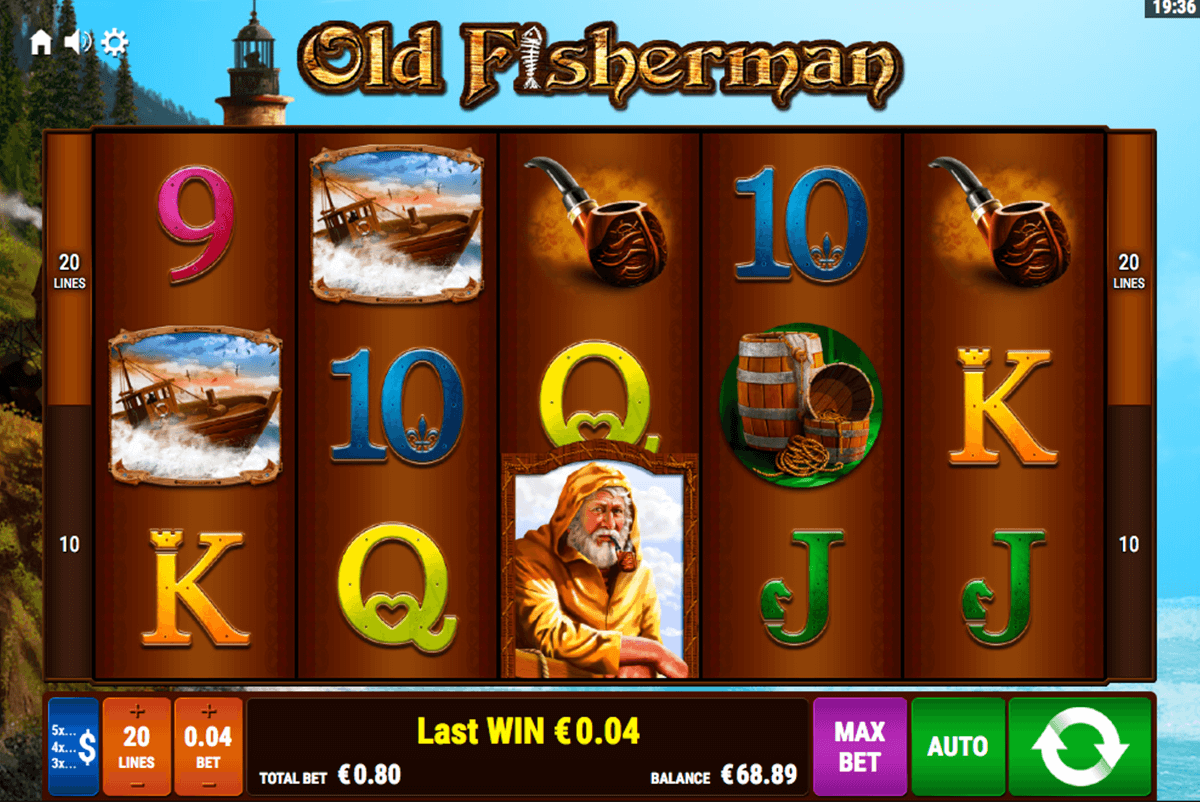 19:36
Old Fisherman
9
10
20
LINES
20
LINES
10
Q
K
10
K
Q
J
J
10
5x...
4x...
3x...
$
+
20
LINES
−
+
0.04
BET
−
Last WIN €0.04
TOTAL BET €0.80
BALANCE €68.89
MAX
BET
AUTO